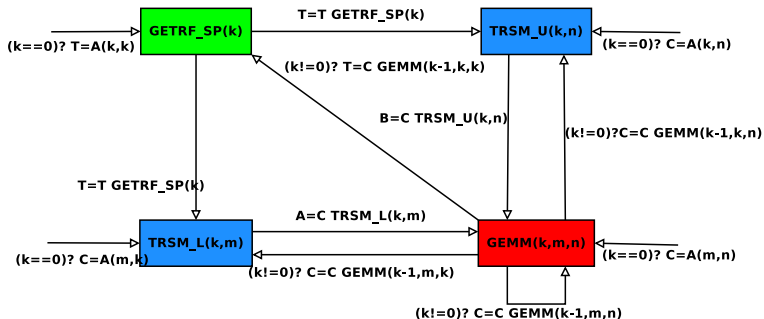 T=T GETRF_SP(k)
GETRF_SP(k)
TRSM_U(k,n)
(k==0)? T=A(k,k)
(k==0)? C=A(k,n)
(k!=0)? T=C GEMM(k-1,k,k)
B=C TRSM_U(k,n)
(k!=0)?C=C GEMM(k-1,k,n)
T=T GETRF_SP(k)
A=C TRSM_L(k,m)
TRSM_L(k,m)
GEMM(k,m,n)
(k==0)? C=A(m,k)
(k!=0)? C=C GEMM(k-1,m,k)
(k==0)? C=A(m,n)
(k!=0)? C=C GEMM(k-1,m,n)